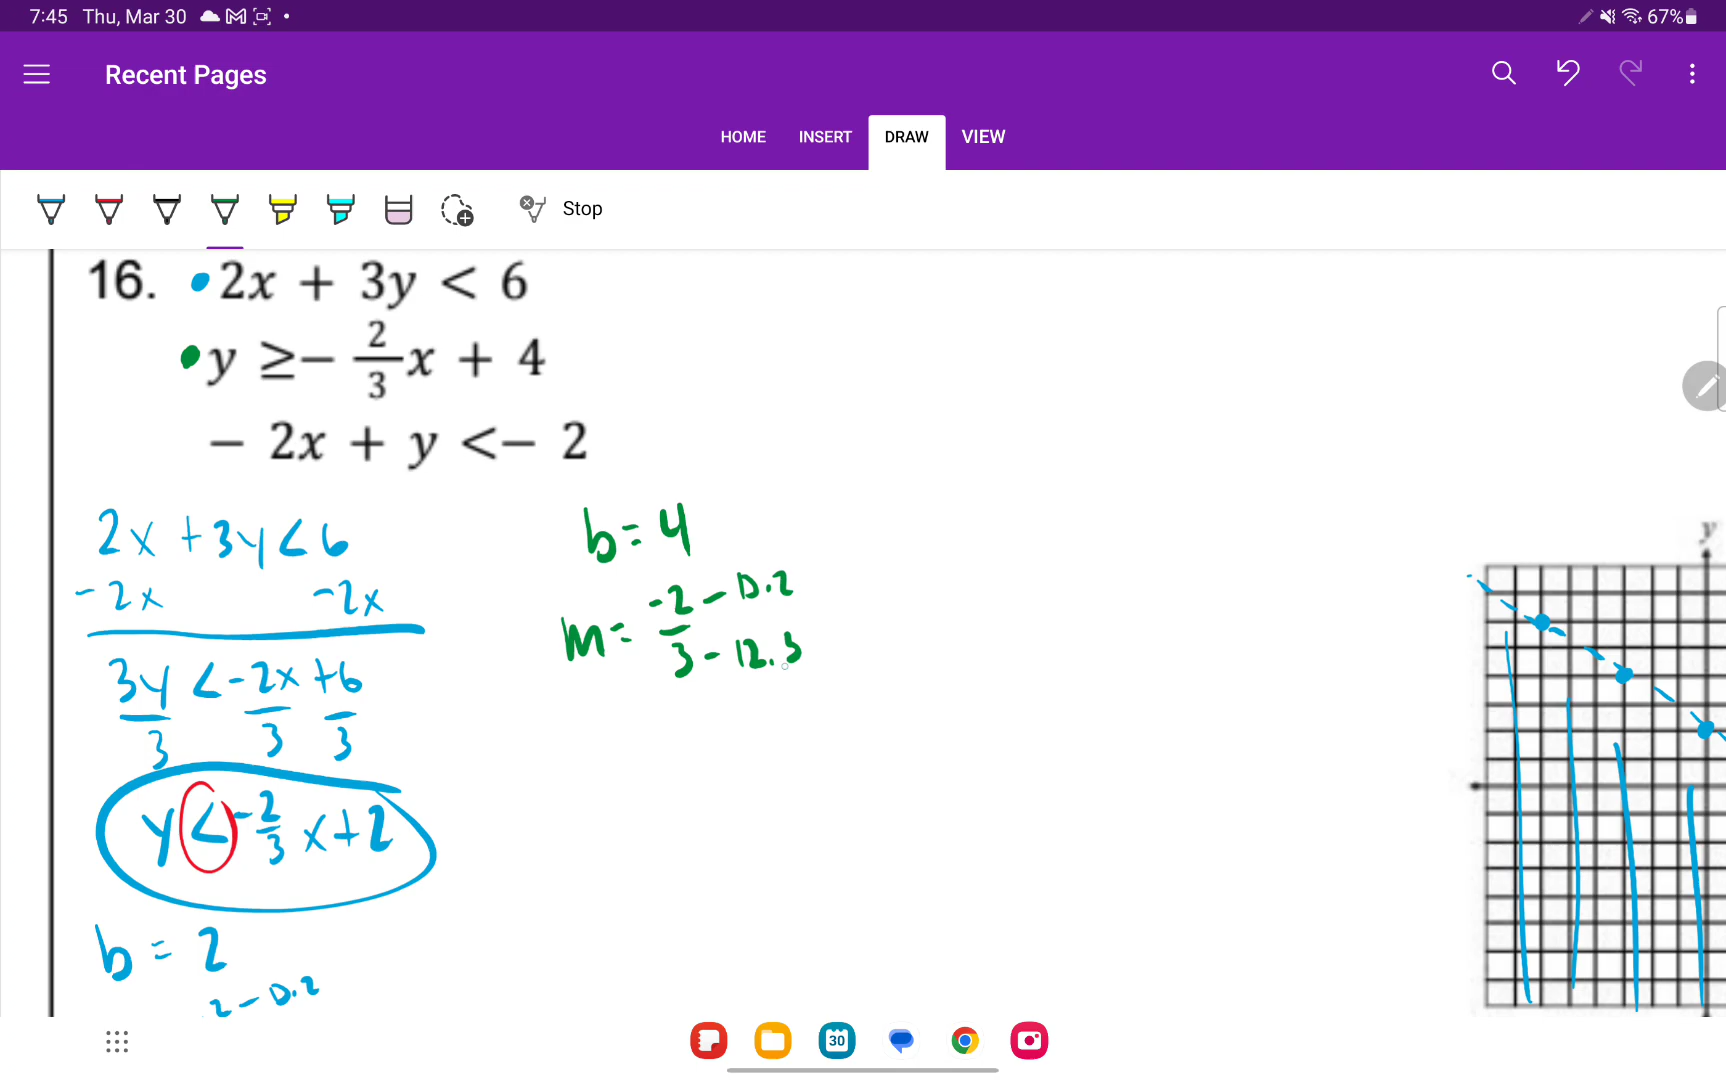 7:45 Thu, Mar 30 67%
Recent Pages
HOME INSERT DRAW VIEW
Stop
16. 2x + 3y < 6
y ≥ − 2/3 x + 4
− 2x + y < − 2
2x + 3y < 6
-2x -2x
3y < -2x + 6
3 3 3
y < -2/3 x + 2
b = 2
2 - D.2
b = 4
m = -2 - D.2
3 - 12.3
y
30